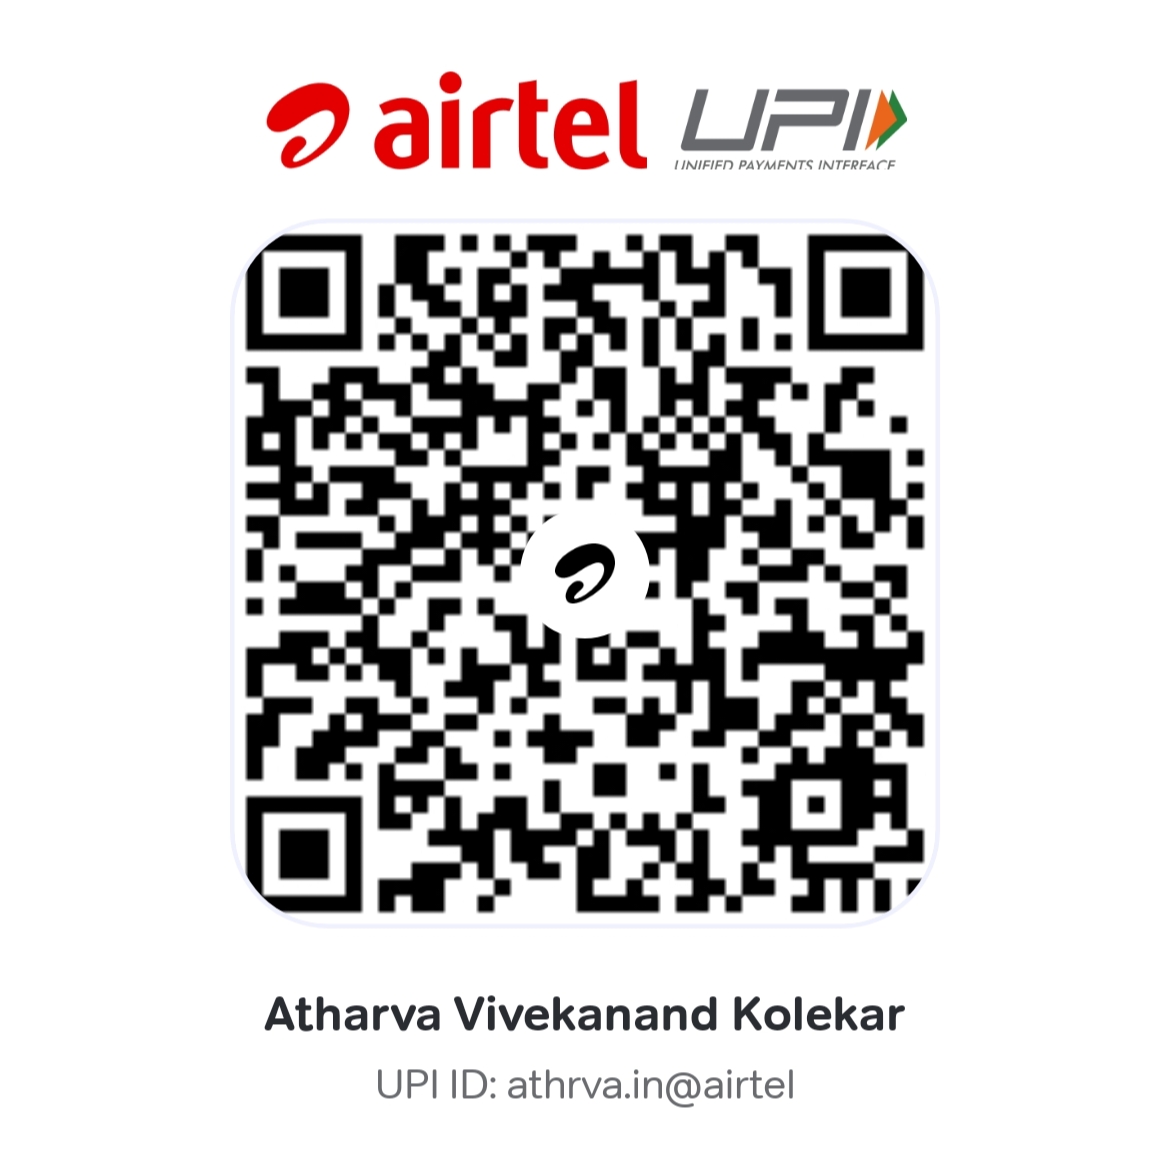 airtel UPI
UNIFIED PAYMENTS INTERFACE
Atharva Vivekanand Kolekar
UPI ID: athrva.in@airtel